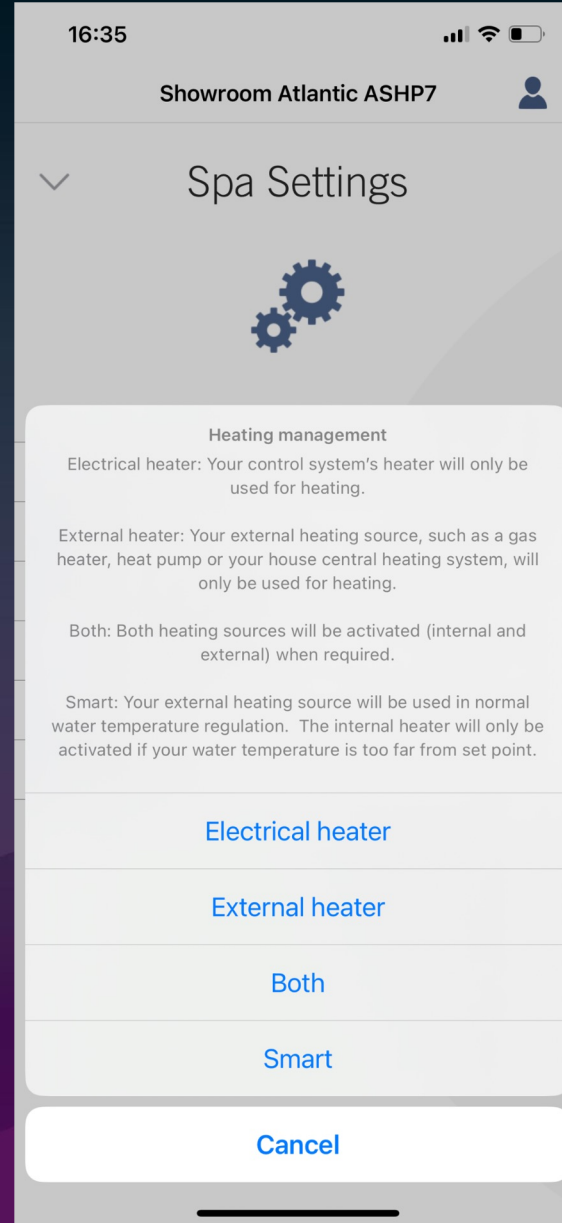 16:35
Showroom Atlantic ASHP7
Spa Settings
Heating management
Electrical heater: Your control system's heater will only be
used for heating.
External heater: Your external heating source, such as a gas
heater, heat pump or your house central heating system, will
only be used for heating.
Both: Both heating sources will be activated (internal and
external) when required.
Smart: Your external heating source will be used in normal
water temperature regulation.  The internal heater will only be
activated if your water temperature is too far from set point.
Electrical heater
External heater
Both
Smart
Cancel